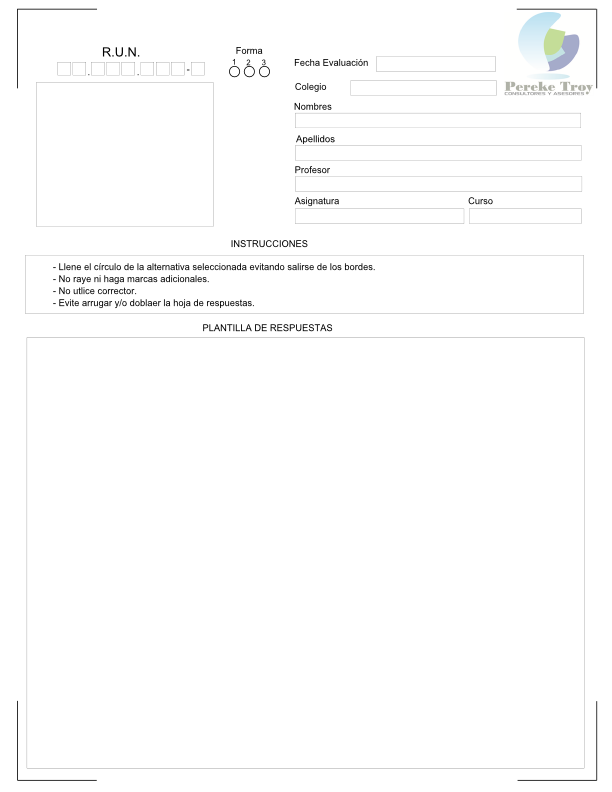 R.U.N.
. . -
Forma
1 2 3
Fecha Evaluación
Colegio
Nombres
Apellidos
Profesor
Asignatura Curso
Pereke Troy
CONSULTORES Y ASESORES
INSTRUCCIONES
- Llene el círculo de la alternativa seleccionada evitando salirse de los bordes.
- No raye ni haga marcas adicionales.
- No utlice corrector.
- Evite arrugar y/o doblaer la hoja de respuestas.
PLANTILLA DE RESPUESTAS